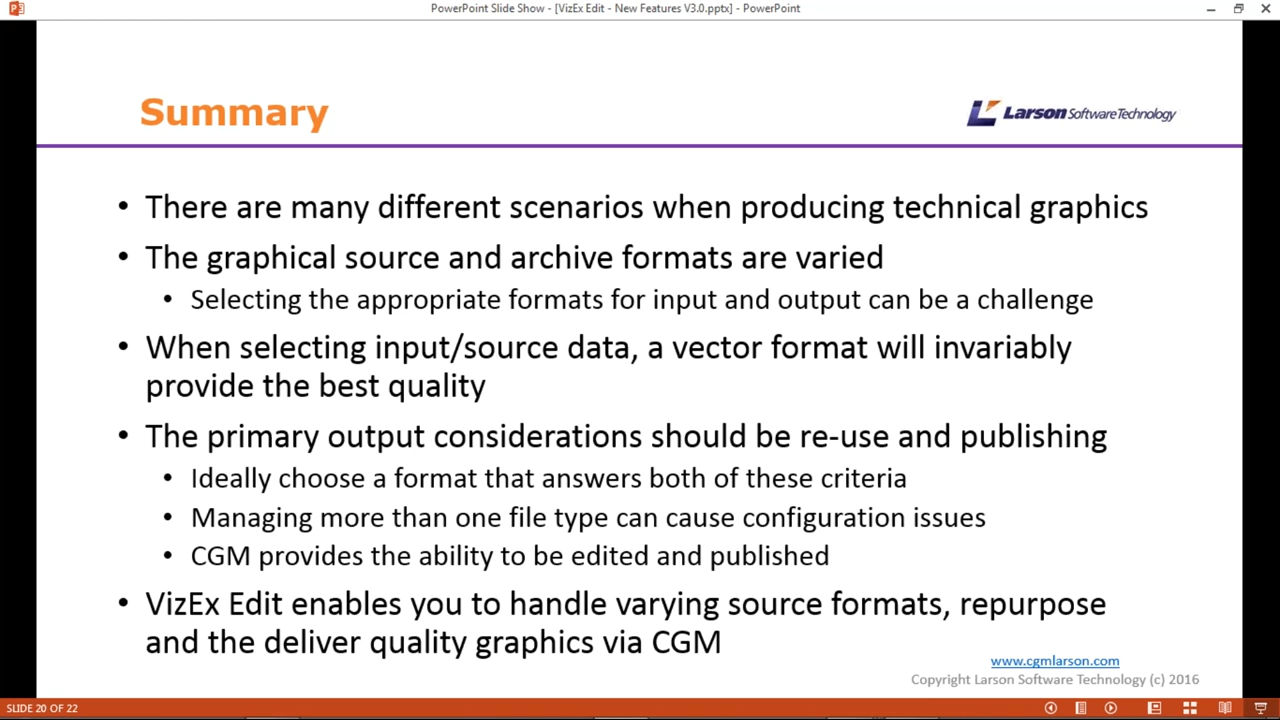 PowerPoint Slide Show - [VizEx Edit - New Features V3.0.pptx] - PowerPoint
Summary
Larson Software Technology
• There are many different scenarios when producing technical graphics
• The graphical source and archive formats are varied
• Selecting the appropriate formats for input and output can be a challenge
• When selecting input/source data, a vector format will invariably
provide the best quality
• The primary output considerations should be re-use and publishing
• Ideally choose a format that answers both of these criteria
• Managing more than one file type can cause configuration issues
• CGM provides the ability to be edited and published
• VizEx Edit enables you to handle varying source formats, repurpose
and the deliver quality graphics via CGM
www.cgmlarson.com
Copyright Larson Software Technology (c) 2016
SLIDE 20 OF 22